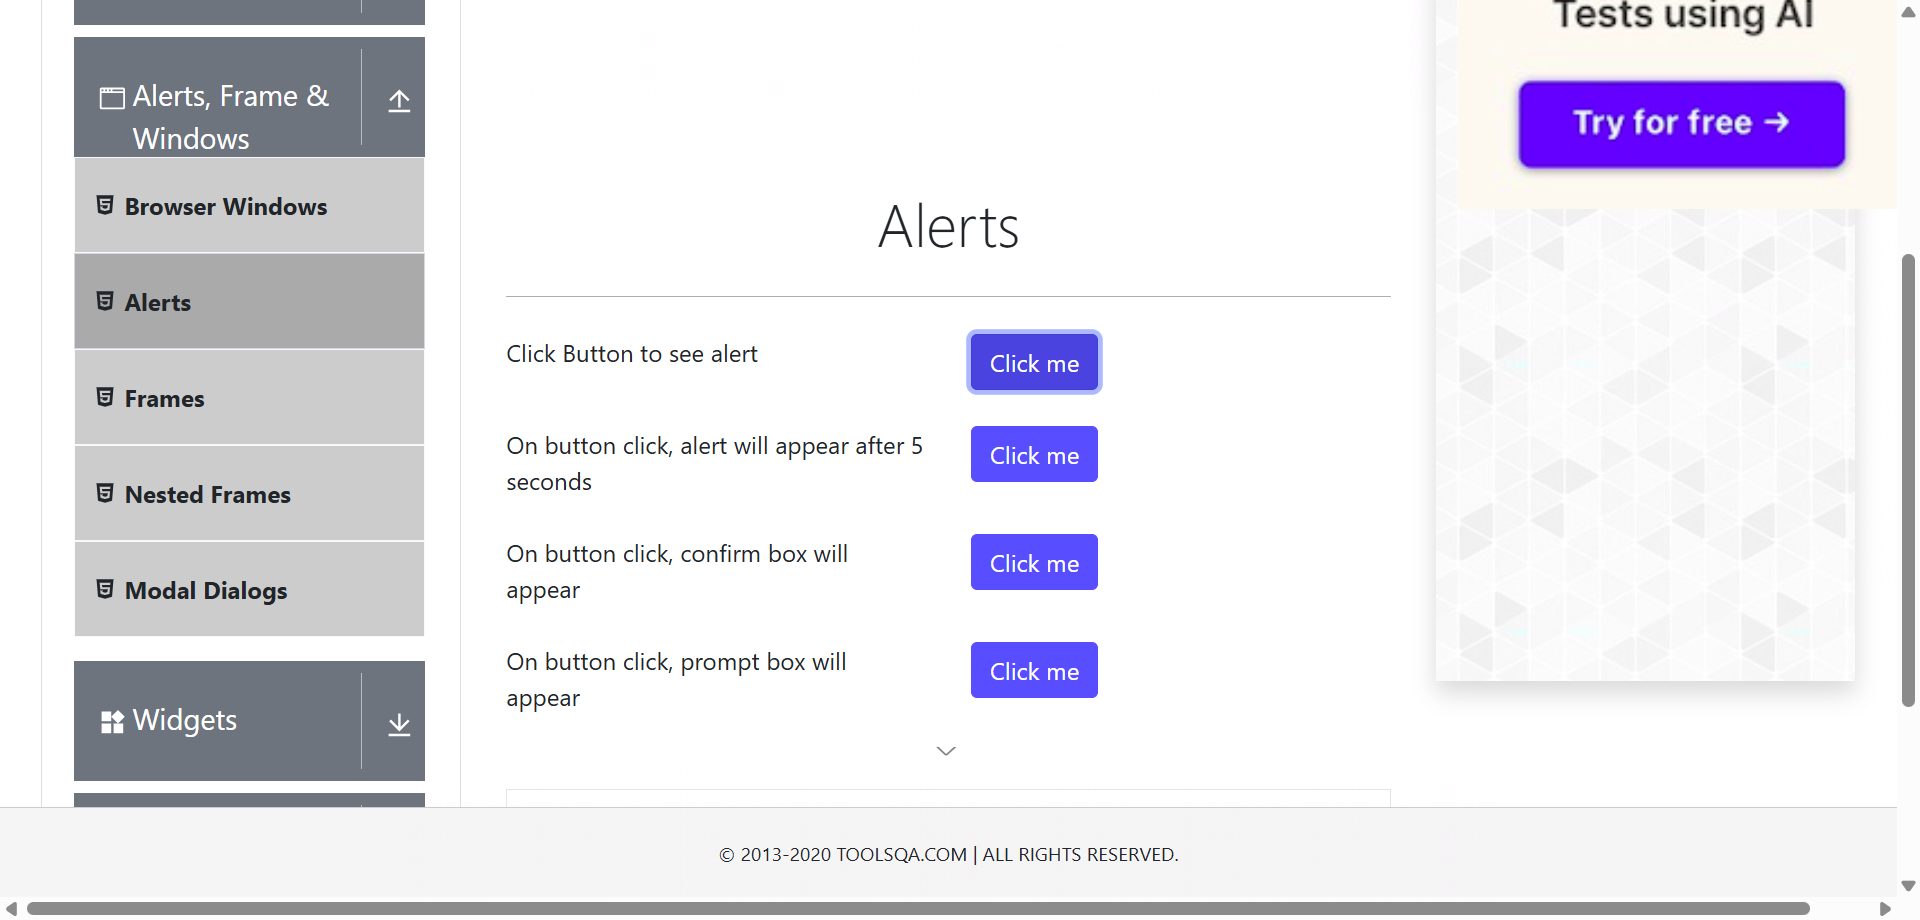 Alerts, Frame &
Windows
Browser Windows
Alerts
Frames
Nested Frames
Modal Dialogs
Widgets
Alerts
Click Button to see alert
Click me
On button click, alert will appear after 5
seconds
Click me
On button click, confirm box will
appear
Click me
On button click, prompt box will
appear
Click me
Tests using AI
Try for free →
© 2013-2020 TOOLSQA.COM | ALL RIGHTS RESERVED.